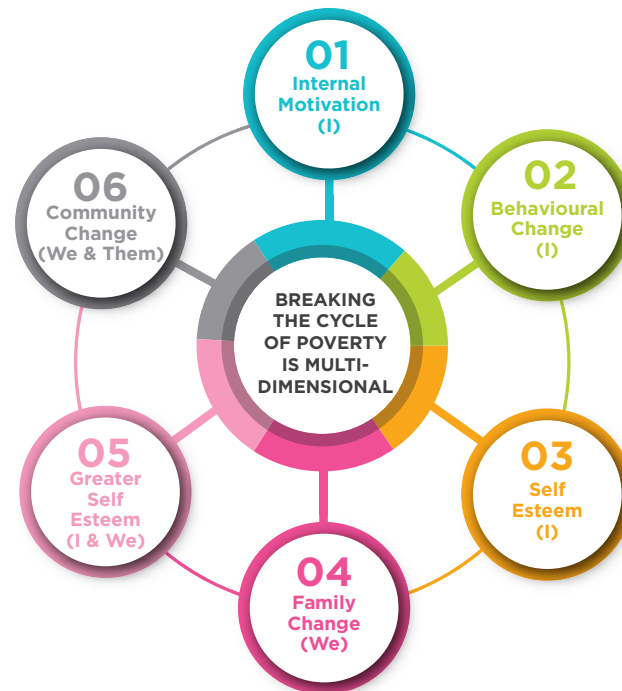 01
Internal
Motivation
(I)
02
Behavioural
Change
(I)
03
Self
Esteem
(I)
04
Family
Change
(We)
05
Greater
Self
Esteem
(I & We)
06
Community
Change
(We & Them)
BREAKING
THE CYCLE
OF POVERTY
IS MULTI-
DIMENSIONAL